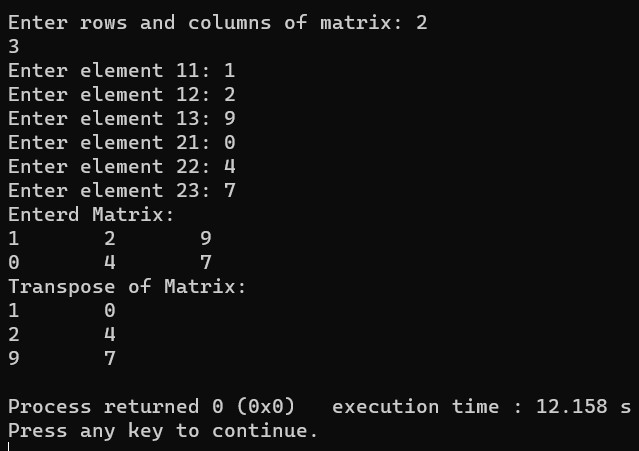 Enter rows and columns of matrix: 2
3
Enter element 11: 1
Enter element 12: 2
Enter element 13: 9
Enter element 21: 0
Enter element 22: 4
Enter element 23: 7
Enterd Matrix:
1       2       9
0       4       7
Transpose of Matrix:
1       0
2       4
9       7

Process returned 0 (0x0)   execution time : 12.158 s
Press any key to continue.